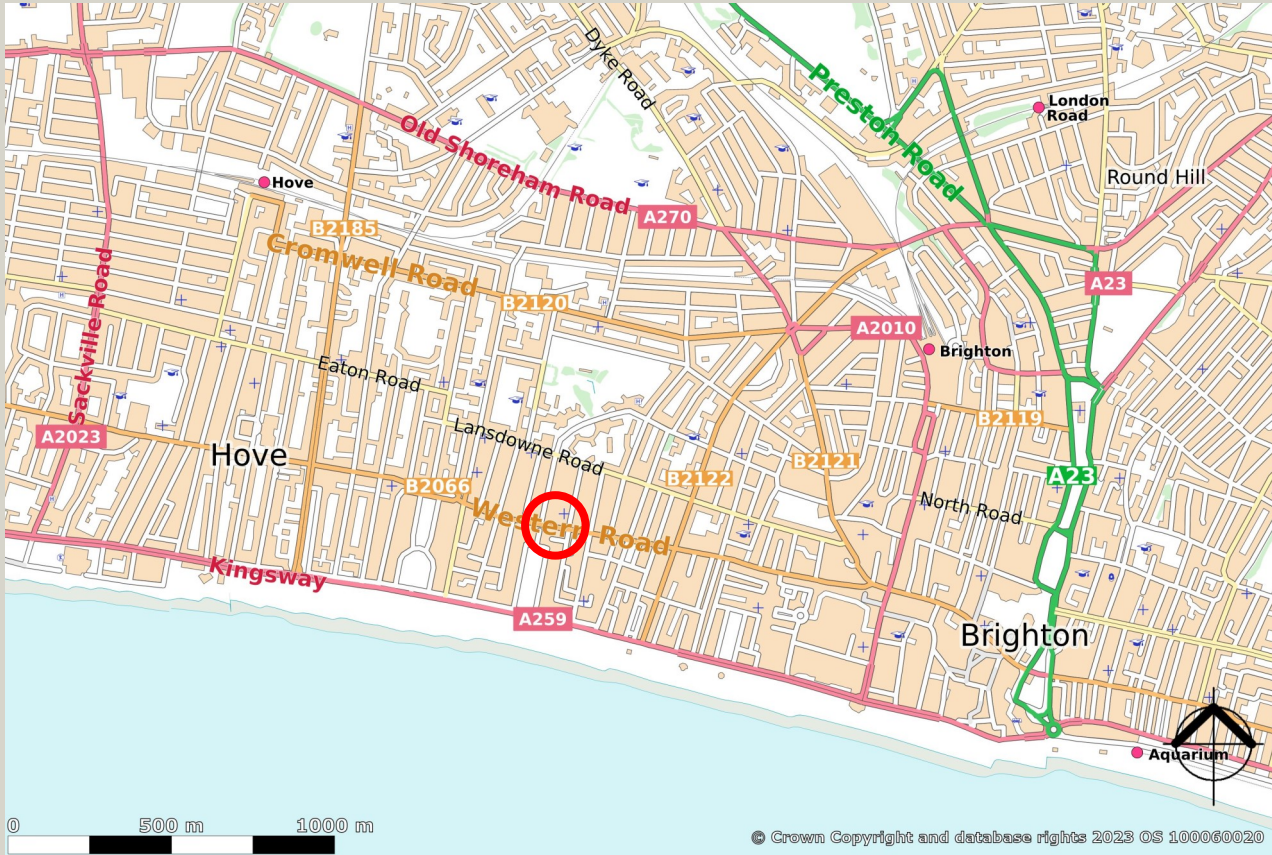 Dyke Road
Preston Road
London
Road
Old Shoreham Road
Round Hill
Hove
A270
B2185
Cromwell Road
A23
B2120
A2010
Brighton
Sackville Road
Eaton Road
B2119
A2023
Hove
Lansdowne Road
B2121
B2122
A23
B2066
Western Road
North Road
Kingsway
A259
Brighton
Aquarium
0 500 m 1000 m
© Crown Copyright and database rights 2023 OS 100060020